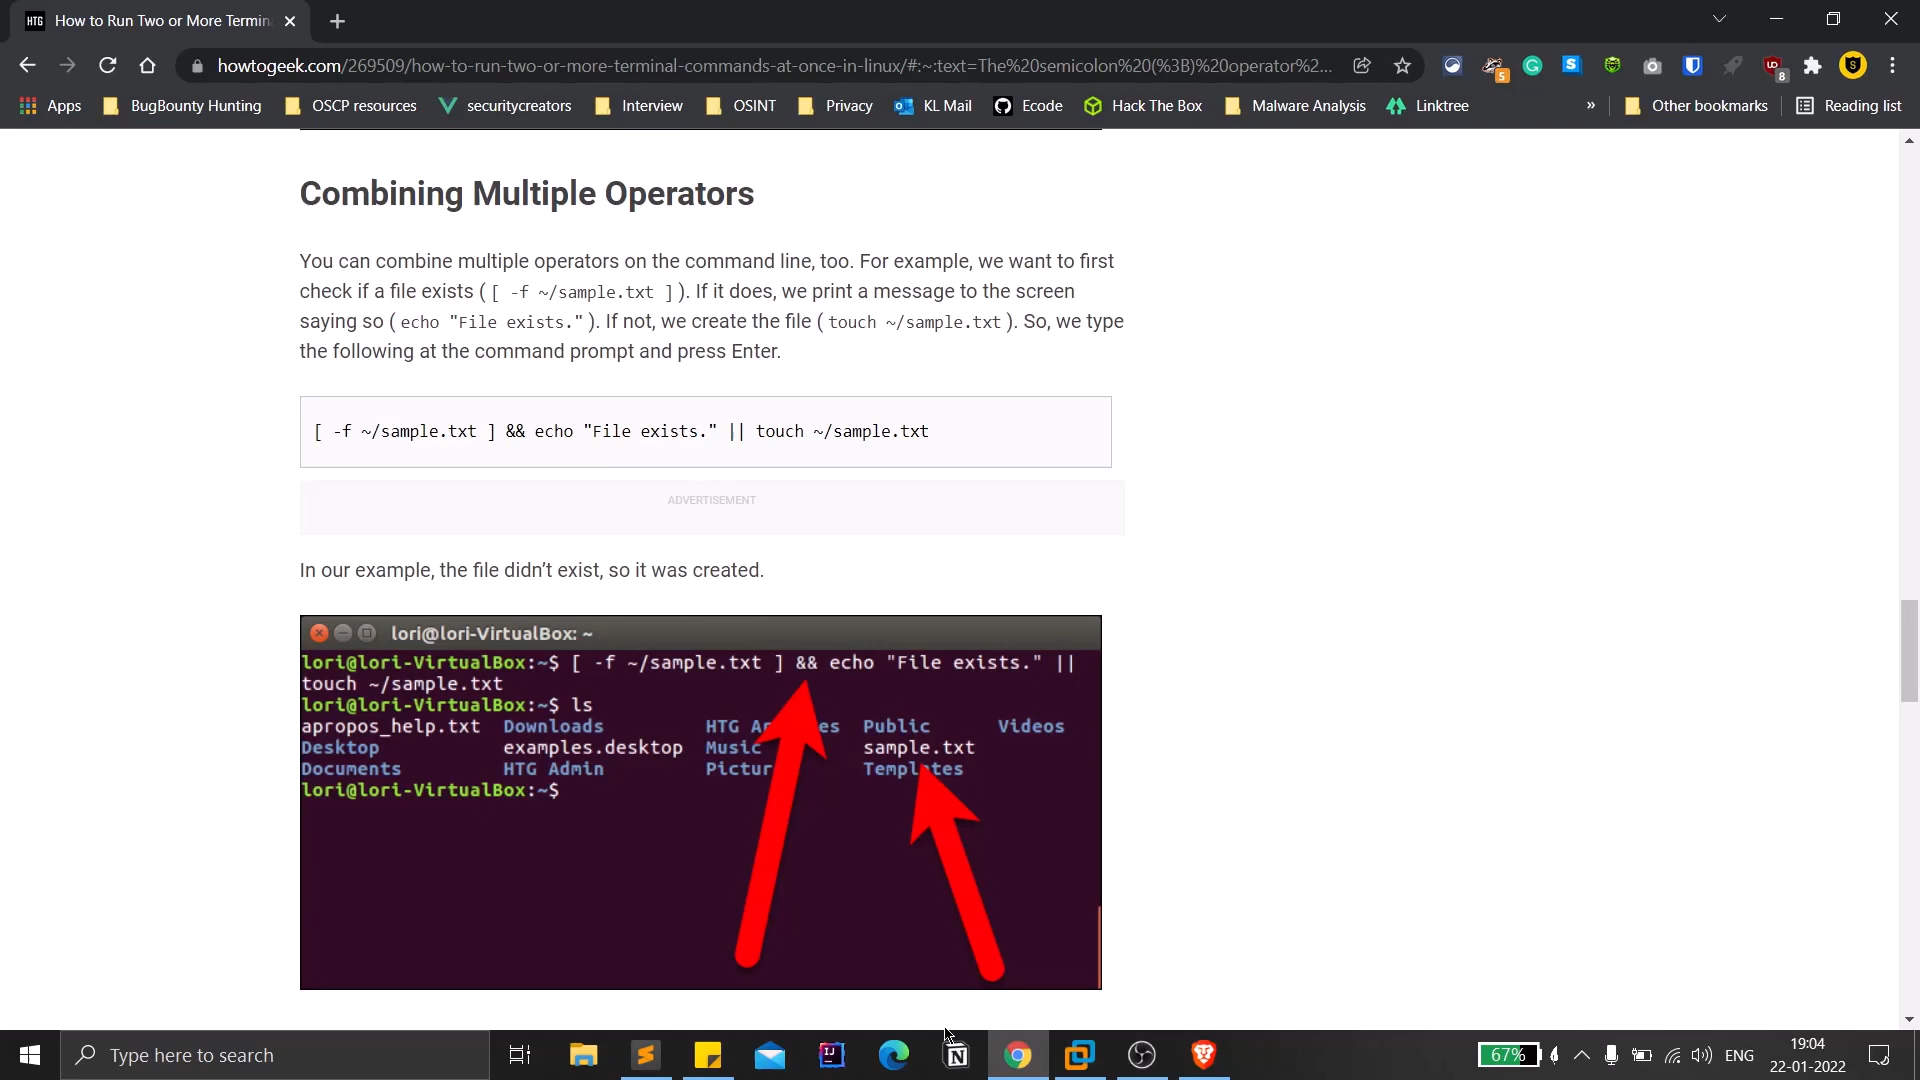 HTG How to Run Two or More Termin
howtogeek.com/269509/how-to-run-two-or-more-terminal-commands-at-once-in-linux/#:~:text=The%20semicolon%20(%3B)%20operator%2...
5
S
UD
8
S
Apps BugBounty Hunting OSCP resources securitycreators Interview OSINT Privacy KL Mail Ecode Hack The Box Malware Analysis Linktree » Other bookmarks Reading list
Combining Multiple Operators
You can combine multiple operators on the command line, too. For example, we want to first
check if a file exists ( [ -f ~/sample.txt ] ). If it does, we print a message to the screen
saying so ( echo "File exists." ). If not, we create the file ( touch ~/sample.txt ). So, we type
the following at the command prompt and press Enter.
[ -f ~/sample.txt ] && echo "File exists." || touch ~/sample.txt
ADVERTISEMENT
In our example, the file didn’t exist, so it was created.
lori@lori-VirtualBox: ~
lori@lori-VirtualBox:~$ [ -f ~/sample.txt ] && echo "File exists." ||
touch ~/sample.txt
lori@lori-VirtualBox:~$ ls
apropos_help.txt Downloads HTG Public Videos
Desktop examples.desktop Music sample.txt
Documents HTG Admin Templates
lori@lori-VirtualBox:~$
Type here to search
67%
ENG
19:04
22-01-2022